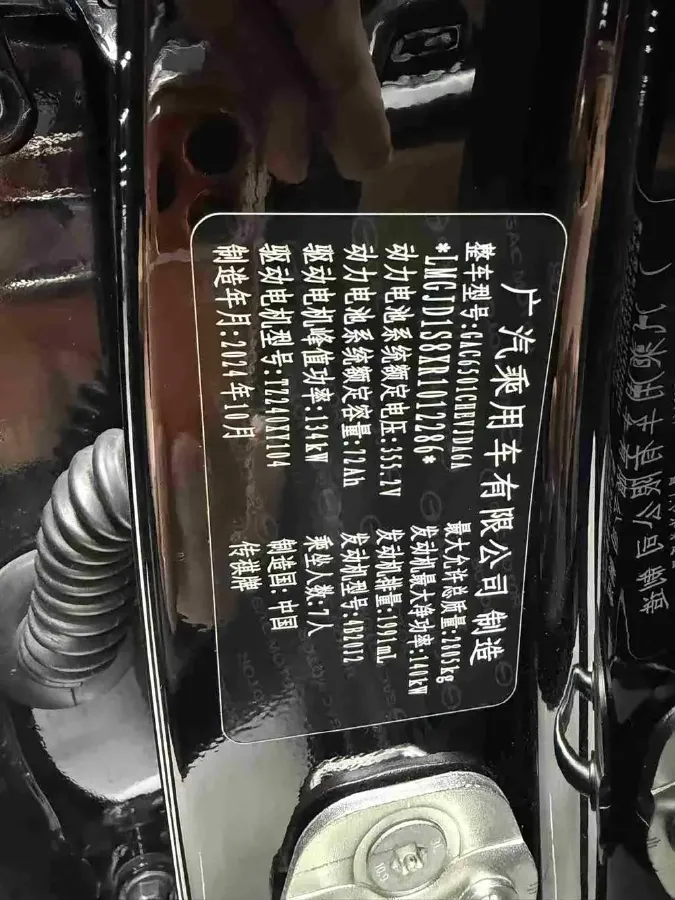 广汽乘用车有限公司 制造
整车型号:GAC6501CHEVJDA6A 最大允许总质量:2805kg
*LMGJD1S8XR1012286* 发动机最大净功率:140kW
动力电池系统额定电压:355.2V 发动机排量:1991mL
动力电池系统额定容量:72Ah 发动机型号:4B20J2
驱动电机峰值功率:134kW 乘坐人数:7人
驱动电机型号:TZ240XY104 制造国:中国
制造年月:2024年10月 传祺牌
10.9